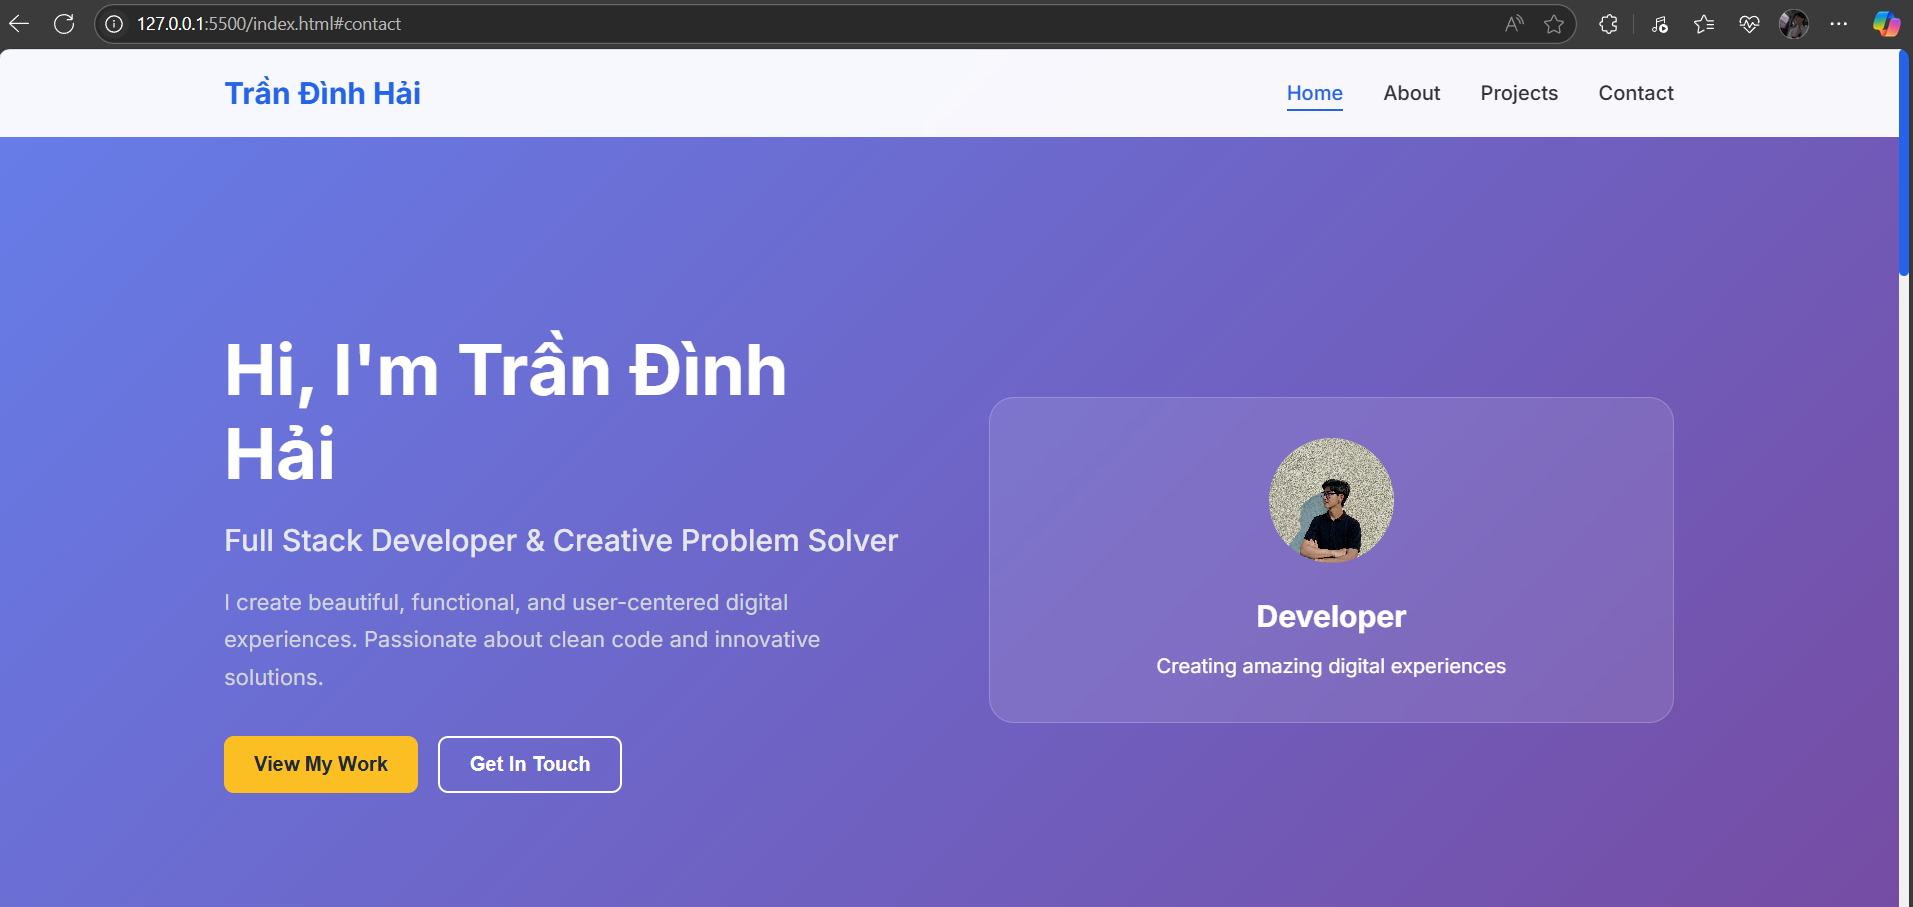 127.0.0.1:5500/index.html#contact
Trần Đình Hải
Home About Projects Contact
Hi, I'm Trần Đình
Hải
Full Stack Developer & Creative Problem Solver
I create beautiful, functional, and user-centered digital
experiences. Passionate about clean code and innovative
solutions.
View My Work Get In Touch
Developer
Creating amazing digital experiences